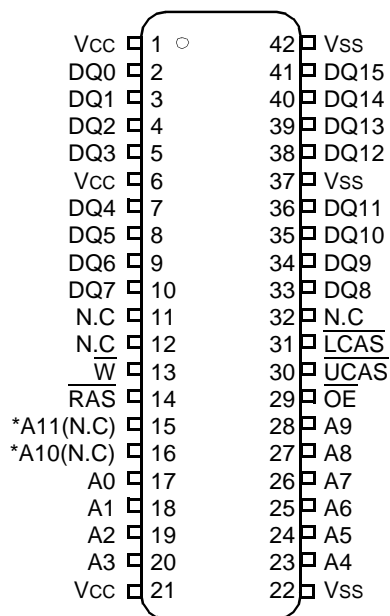 Vcc 1 42 Vss
DQ0 2 41 DQ15
DQ1 3 40 DQ14
DQ2 4 39 DQ13
DQ3 5 38 DQ12
Vcc 6 37 Vss
DQ4 7 36 DQ11
DQ5 8 35 DQ10
DQ6 9 34 DQ9
DQ7 10 33 DQ8
N.C 11 32 N.C
N.C 12 31 L̅C̅A̅S̅
W̅ 13 30 U̅C̅A̅S̅
R̅A̅S̅ 14 29 O̅E̅
*A11(N.C) 15 28 A9
*A10(N.C) 16 27 A8
A0 17 26 A7
A1 18 25 A6
A2 19 24 A5
A3 20 23 A4
Vcc 21 22 Vss